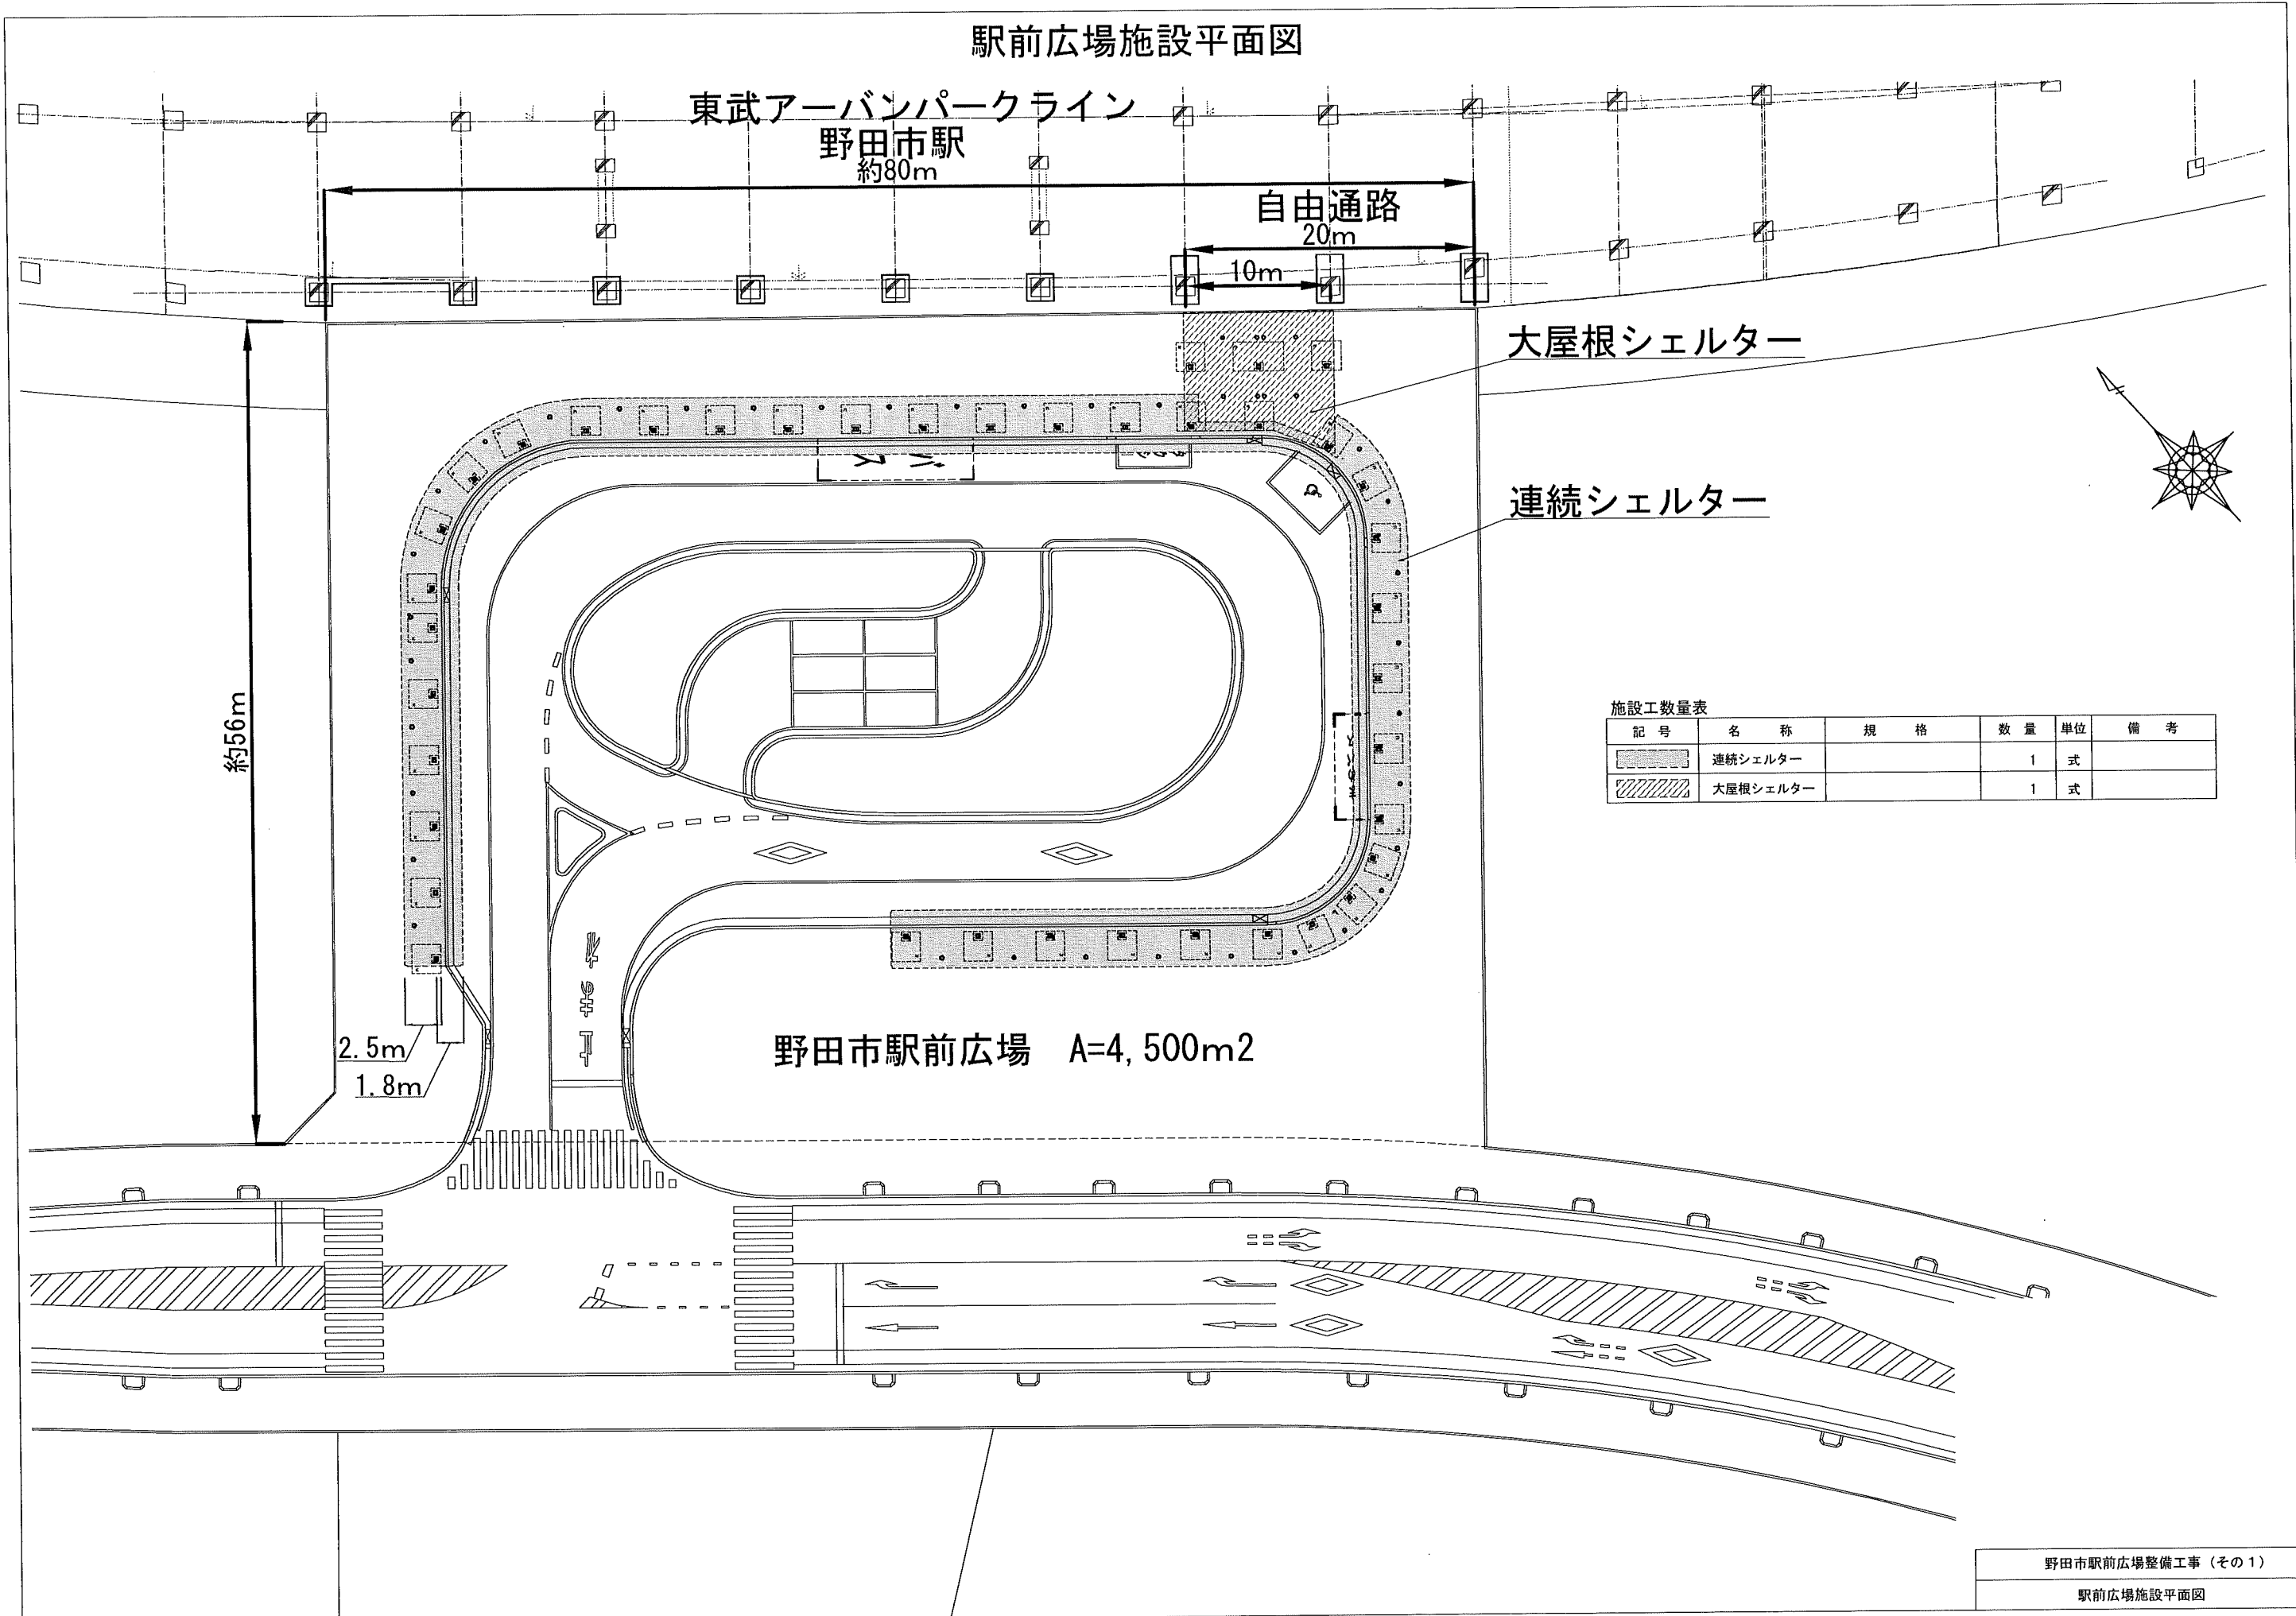 駅前広場施設平面図
東武アーバンパークライン
野田市駅
約80m
自由通路
20m
10m
大屋根シェルター
連続シェルター
約56m
バス
施設工数量表
記号 名称 規格 数量 単位 備考
連続シェルター 1 式
大屋根シェルター 1 式
2.5m
1.8m
止まれ
野田市駅前広場 A=4,500m2
野田市駅前広場整備工事（その1）
駅前広場施設平面図